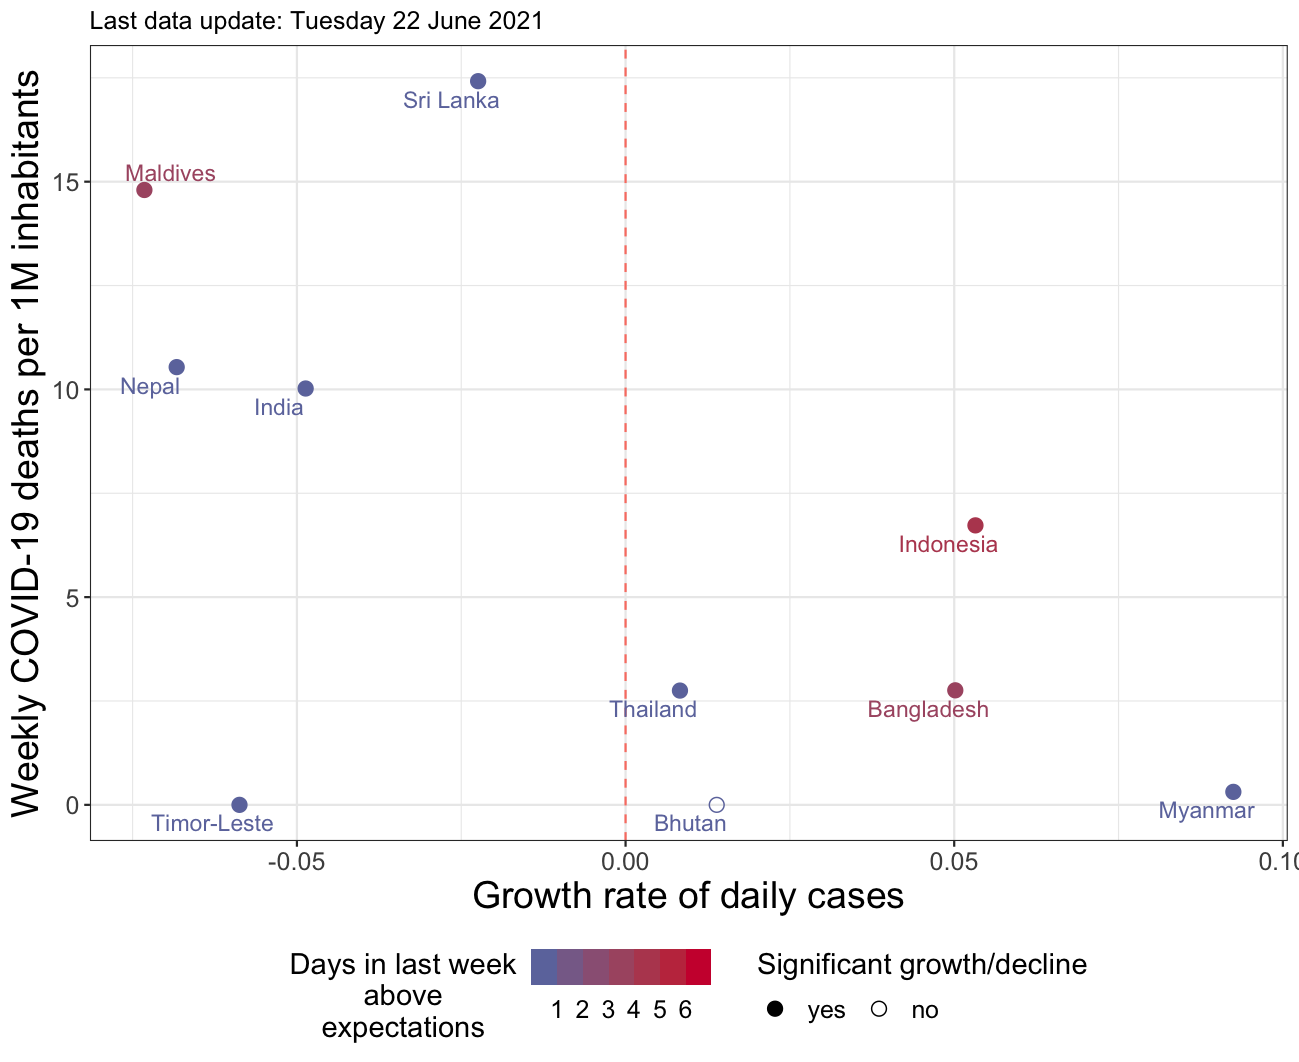 Last data update: Tuesday 22 June 2021
Weekly COVID-19 deaths per 1M inhabitants
Sri Lanka
Maldives
15
Nepal
10
India
Indonesia
5
Thailand
Bangladesh
Myanmar
0
Timor-Leste
Bhutan
-0.05
0.00
0.05
0.10
Growth rate of daily cases
Days in last week
above
expectations
1 2 3 4 5 6
Significant growth/decline
yes
no